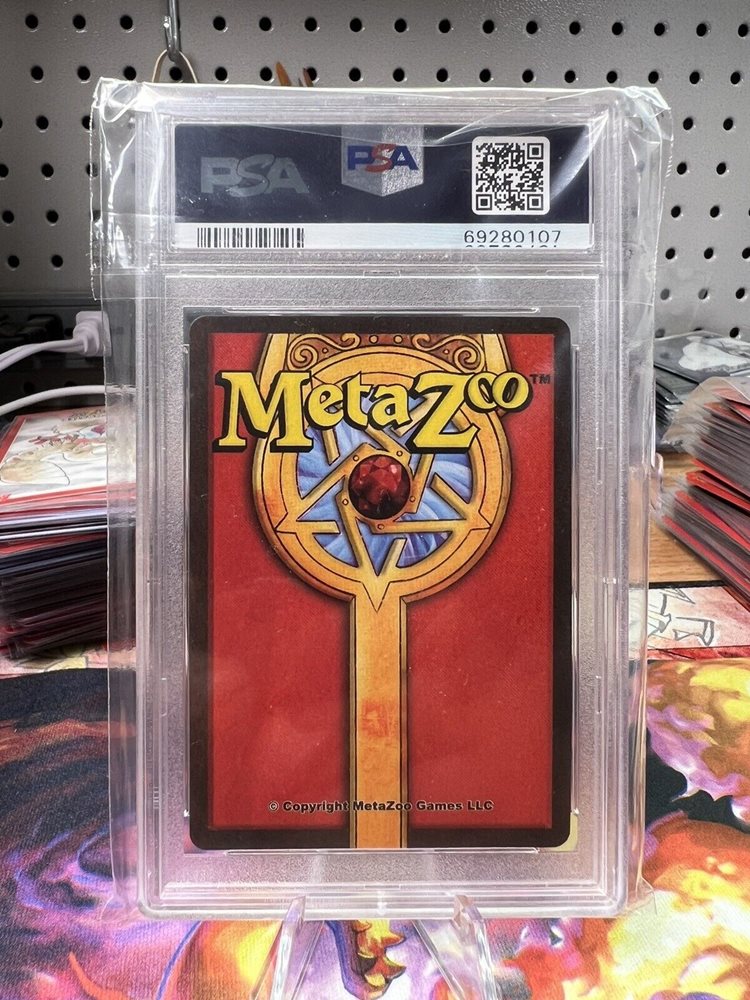 PSA PSA
69280107
MetaZoo™
© Copyright MetaZoo Games LLC